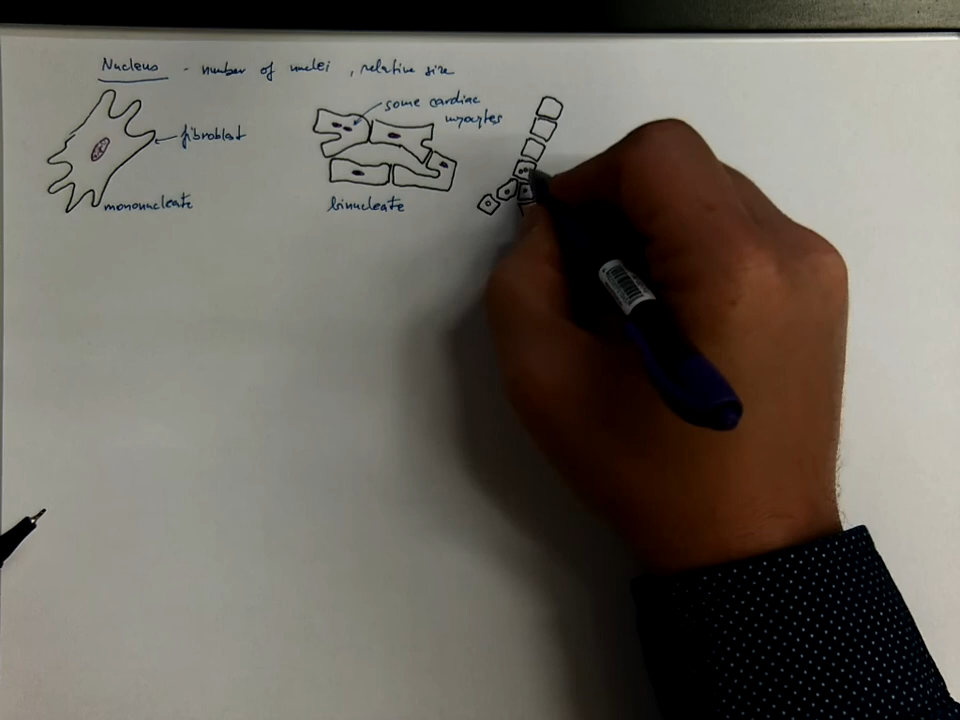 Nucleus - number of nuclei, relative size
fibroblast
mononucleate
some cardiac
myocytes
binucleate